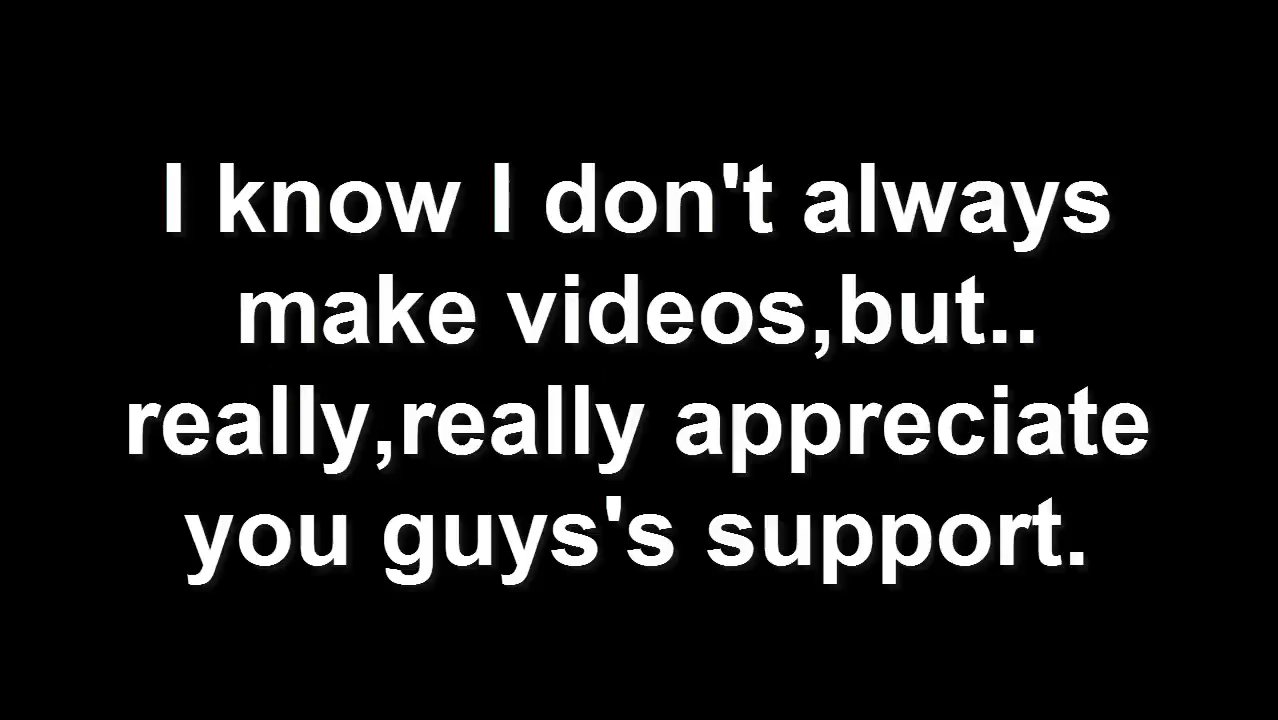 I know I don't always
make videos,but..
really,really appreciate
you guys's support.